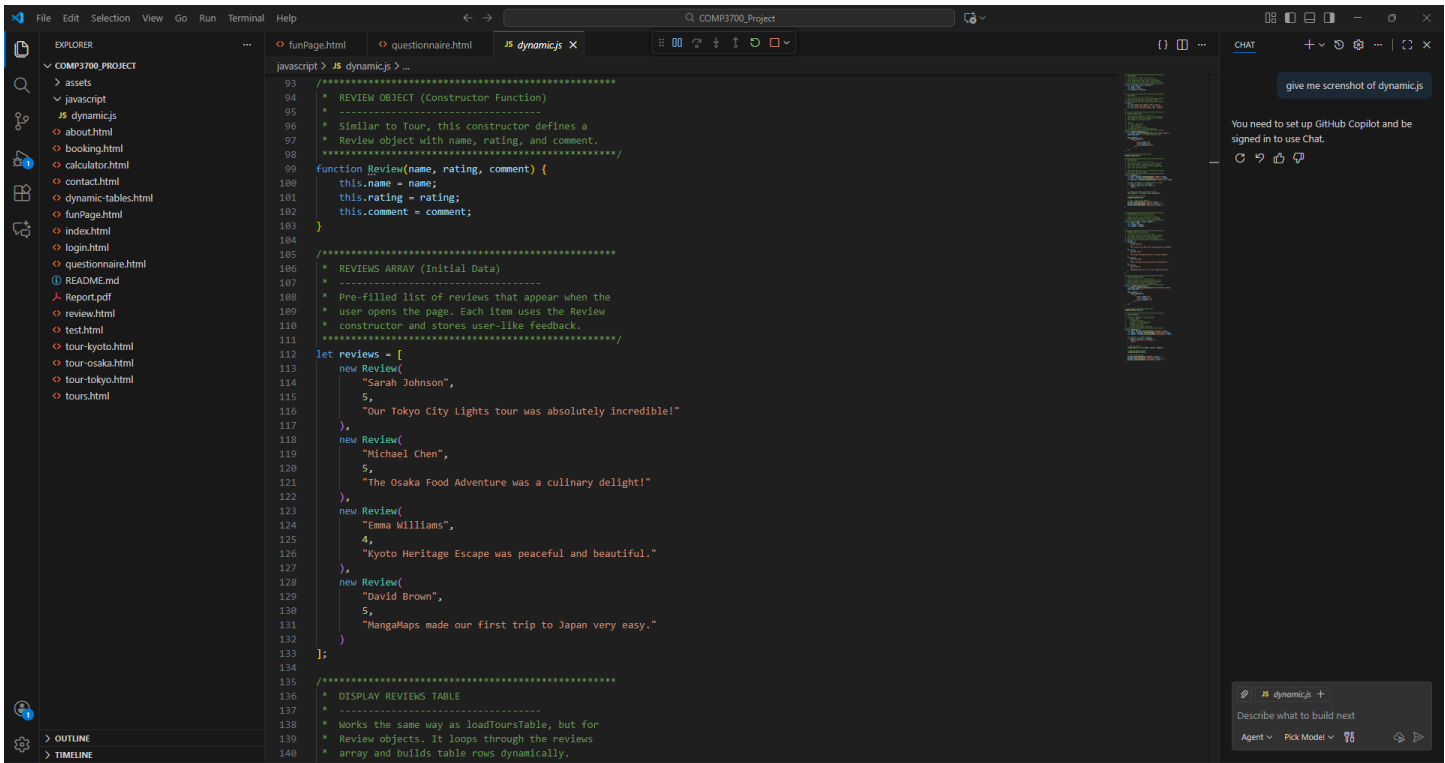 File Edit Selection View Go Run Terminal Help
COMP3700_Project
EXPLORER
COMP3700_PROJECT
assets
javascript
JS dynamic.js
about.html
booking.html
calculator.html
contact.html
dynamic-tables.html
funPage.html
index.html
login.html
questionnaire.html
README.md
Report.pdf
review.html
test.html
tour-kyoto.html
tour-osaka.html
tour-tokyo.html
tours.html
OUTLINE
TIMELINE
1
1
funPage.html questionnaire.html JS dynamic.js
javascript > JS dynamic.js > ...
93 /***************************************************
94 * REVIEW OBJECT (Constructor Function)
95 * -----------------------------------
96 * Similar to Tour, this constructor defines a
97 * Review object with name, rating, and comment.
98 ***************************************************/
99 function Review(name, rating, comment) {
100 this.name = name;
101 this.rating = rating;
102 this.comment = comment;
103 }
104
105 /***************************************************
106 * REVIEWS ARRAY (Initial Data)
107 * -----------------------------------
108 * Pre-filled list of reviews that appear when the
109 * user opens the page. Each item uses the Review
110 * constructor and stores user-like feedback.
111 ***************************************************/
112 let reviews = [
113 new Review(
114 "Sarah Johnson",
115 5,
116 "Our Tokyo City Lights tour was absolutely incredible!"
117 ),
118 new Review(
119 "Michael Chen",
120 5,
121 "The Osaka Food Adventure was a culinary delight!"
122 ),
123 new Review(
124 "Emma Williams",
125 4,
126 "Kyoto Heritage Escape was peaceful and beautiful."
127 ),
128 new Review(
129 "David Brown",
130 5,
131 "MangaMaps made our first trip to Japan very easy."
132 )
133 ];
134
135 /***************************************************
136 * DISPLAY REVIEWS TABLE
137 * -----------------------------------
138 * Works the same way as loadToursTable, but for
139 * Review objects. It loops through the reviews
140 * array and builds table rows dynamically.
CHAT
give me screnshot of dynamic.js
You need to set up GitHub Copilot and be
signed in to use Chat.
JS dynamic.js
Describe what to build next
Agent Pick Model